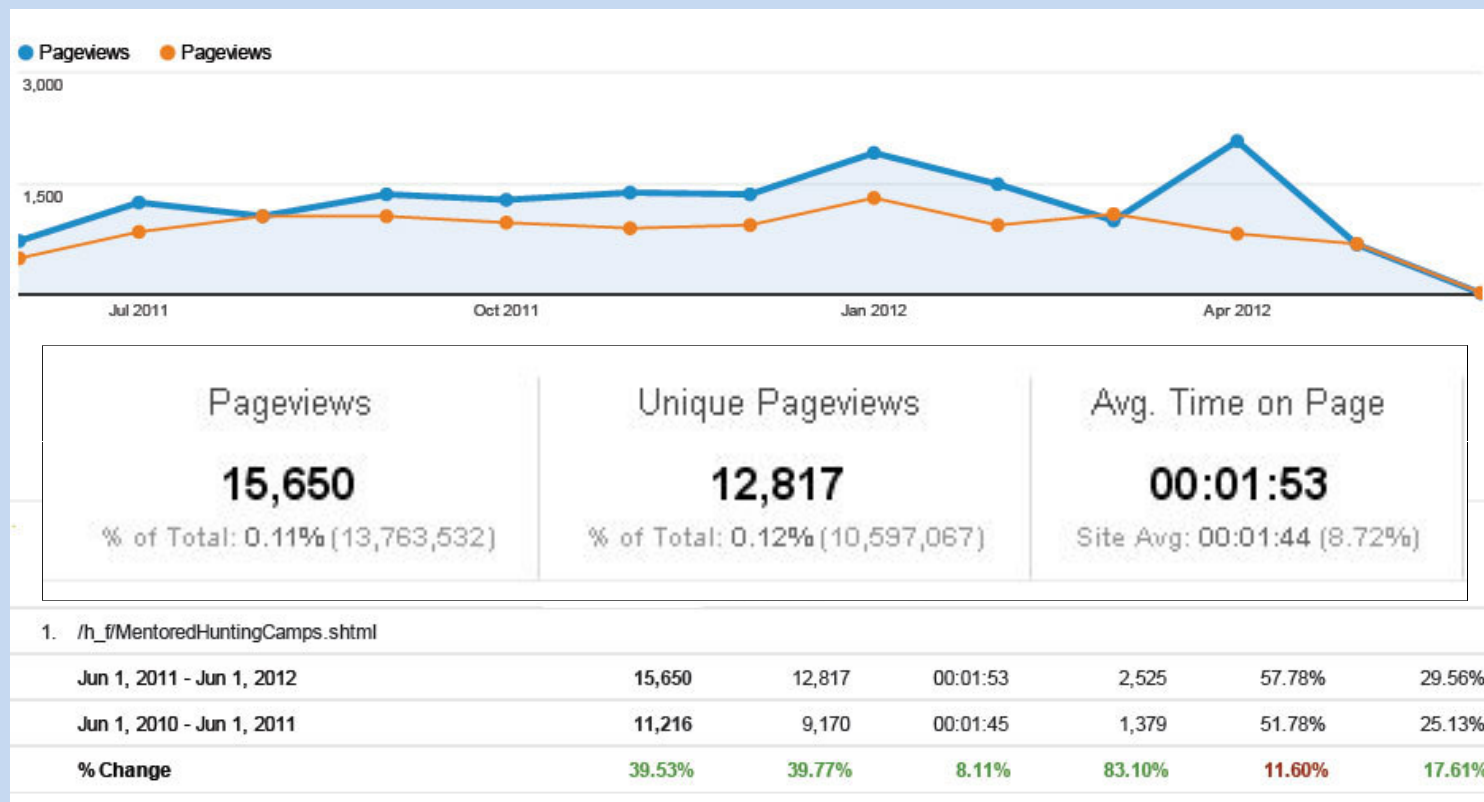 Pageviews Pageviews
3,000
1,500
Jul 2011 Oct 2011 Jan 2012 Apr 2012
Pageviews Unique Pageviews Avg. Time on Page
15,650 12,817 00:01:53
% of Total: 0.11% (13,763,532) % of Total: 0.12% (10,597,067) Site Avg: 00:01:44 (8.72%)
1. /h_f/MentoredHuntingCamps.shtml
Jun 1, 2011 - Jun 1, 2012 15,650 12,817 00:01:53 2,525 57.78% 29.56%
Jun 1, 2010 - Jun 1, 2011 11,216 9,170 00:01:45 1,379 51.78% 25.13%
% Change 39.53% 39.77% 8.11% 83.10% 11.60% 17.61%